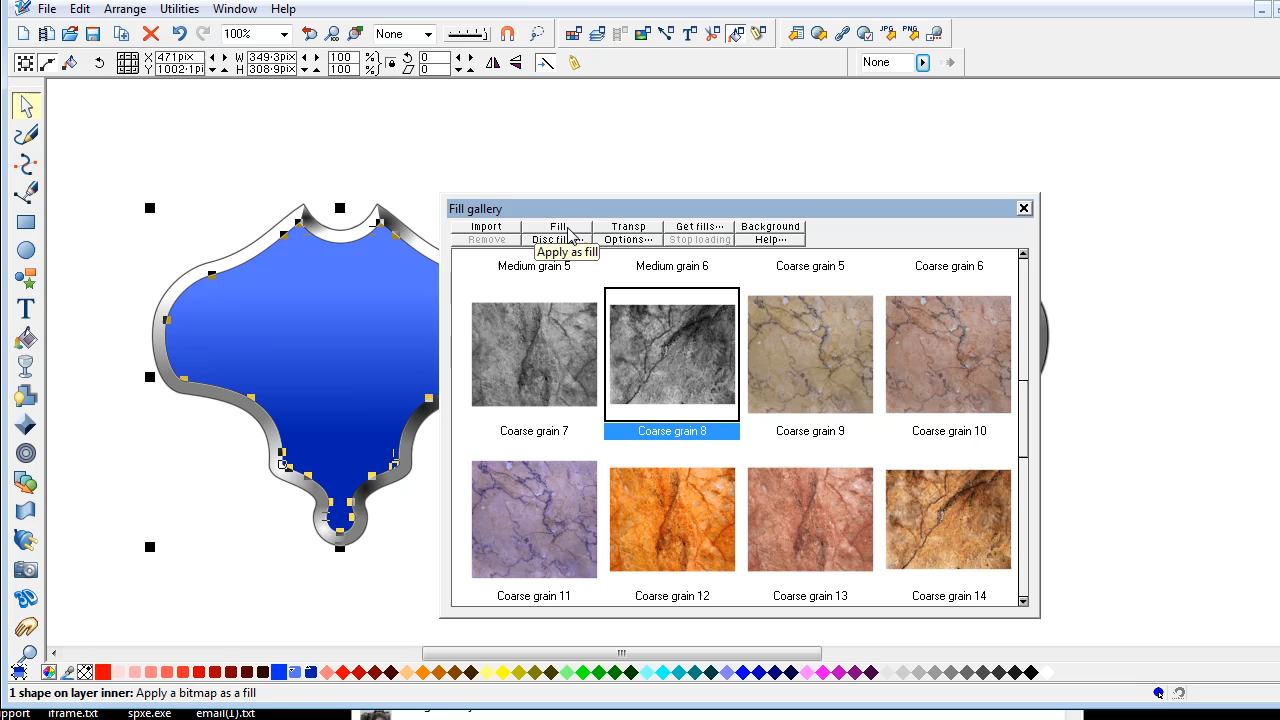 File Edit Arrange Utilities Window Help
100% None
X 471pix W 349·3pix 100 % 0
Y 1002·1pi H 308·9pix 100 % 0 None
Fill gallery
Import Fill... Transp Get fills... Background
Remove Disc fill... Options... Stop loading Help...
Apply as fill
Medium grain 5 Medium grain 6 Coarse grain 5 Coarse grain 6
Coarse grain 7 Coarse grain 8 Coarse grain 9 Coarse grain 10
Coarse grain 11 Coarse grain 12 Coarse grain 13 Coarse grain 14
1 shape on layer inner: Apply a bitmap as a fill
pport iframe.txt spxe.exe email(1).txt